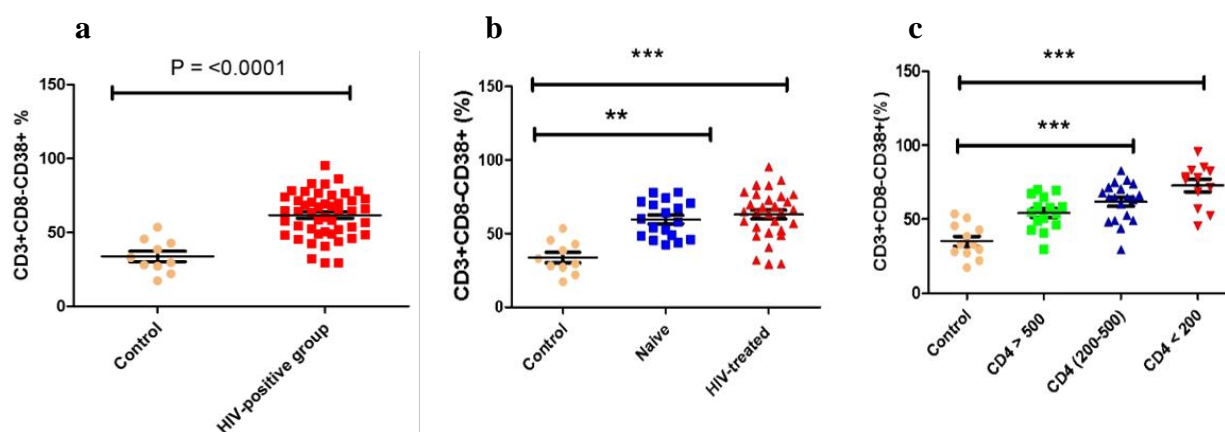 a
P = <0.0001
CD3+CD8-CD38+ %
150
100
50
0
Control
HIV-positive group
b
***
**
CD3+CD8-CD38+ (%)
150
100
50
0
Control
Naïve
HIV-treated
c
***
***
CD3+CD8-CD38+(% )
150
100
50
0
Control
CD4 > 500
CD4 (200-500)
CD4 < 200